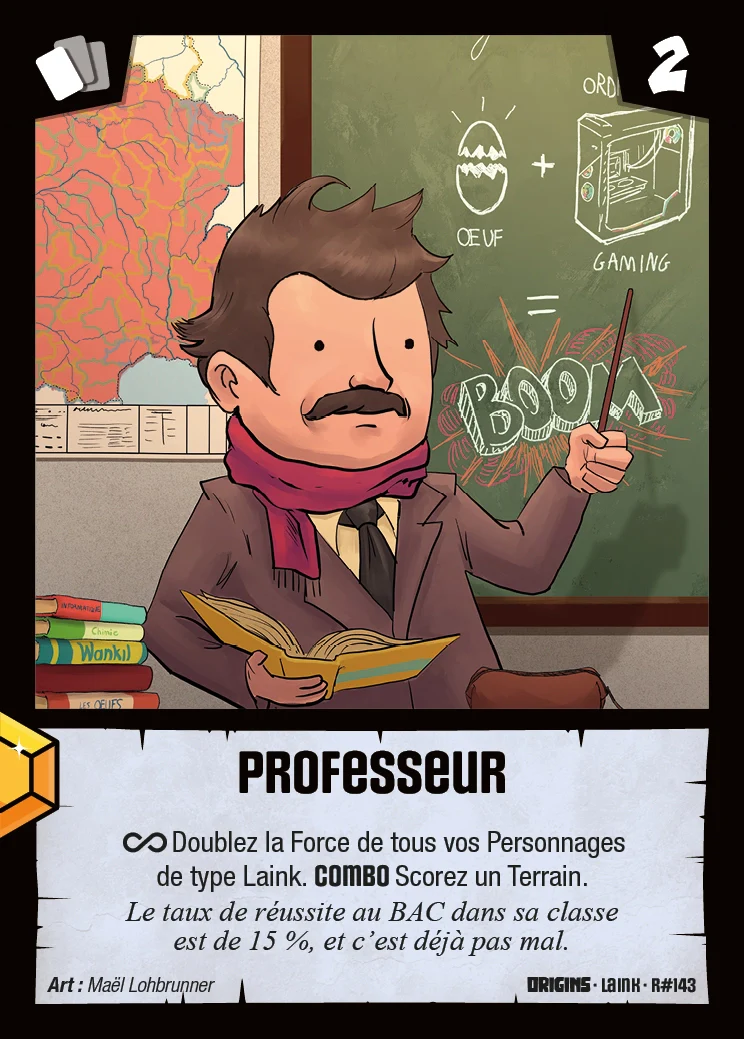 2
ORD
ŒUF
+
GAMING
=
BOOM
INFORMATIQUE
Chimie
Wankil
LES OEUFS
PROFESSEUR
∞ Doublez la Force de tous vos Personnages
de type Laink. COMBO Scorez un Terrain.
Le taux de réussite au BAC dans sa classe
est de 15 %, et c’est déjà pas mal.
Art : Maël Lohbrunner
ORIGINS · LAINK · R#143